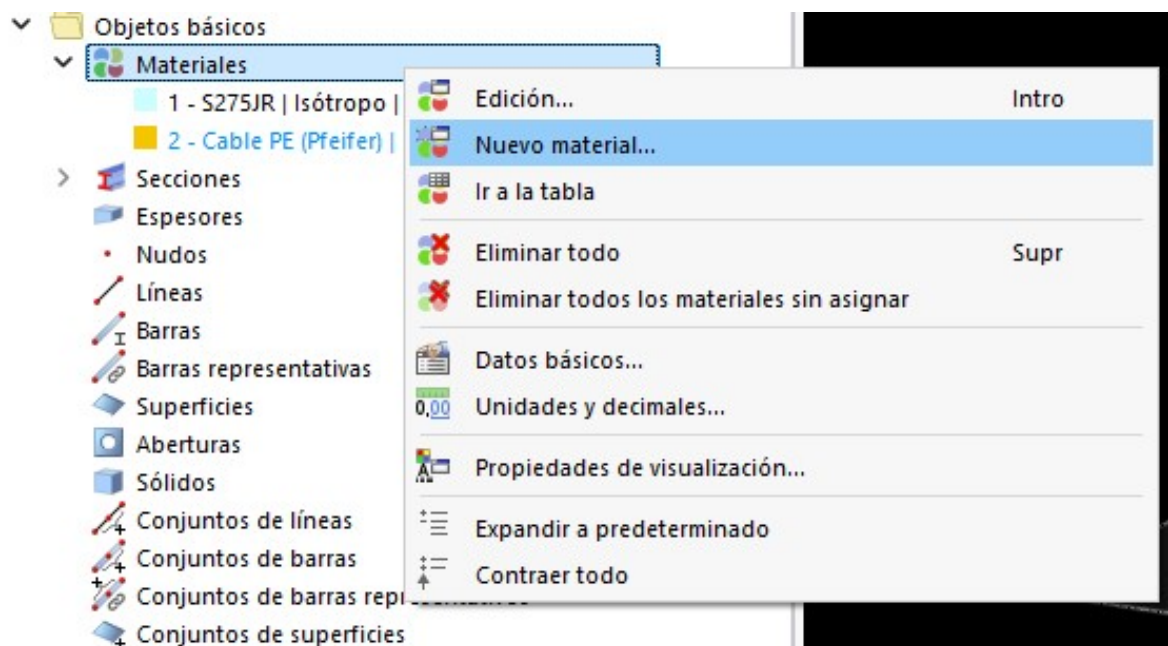 Objetos básicos
Materiales
1 - S275JR | Isótropo |
2 - Cable PE (Pfeifer) |
Secciones
Espesores
Nudos
Líneas
Barras
Barras representativas
Superficies
Aberturas
Sólidos
Conjuntos de líneas
Conjuntos de barras
Conjuntos de barras representativos
Conjuntos de superficies
Edición... Intro
Nuevo material...
Ir a la tabla
Eliminar todo Supr
Eliminar todos los materiales sin asignar
Datos básicos...
0,00 Unidades y decimales...
Propiedades de visualización...
Expandir a predeterminado
Contraer todo